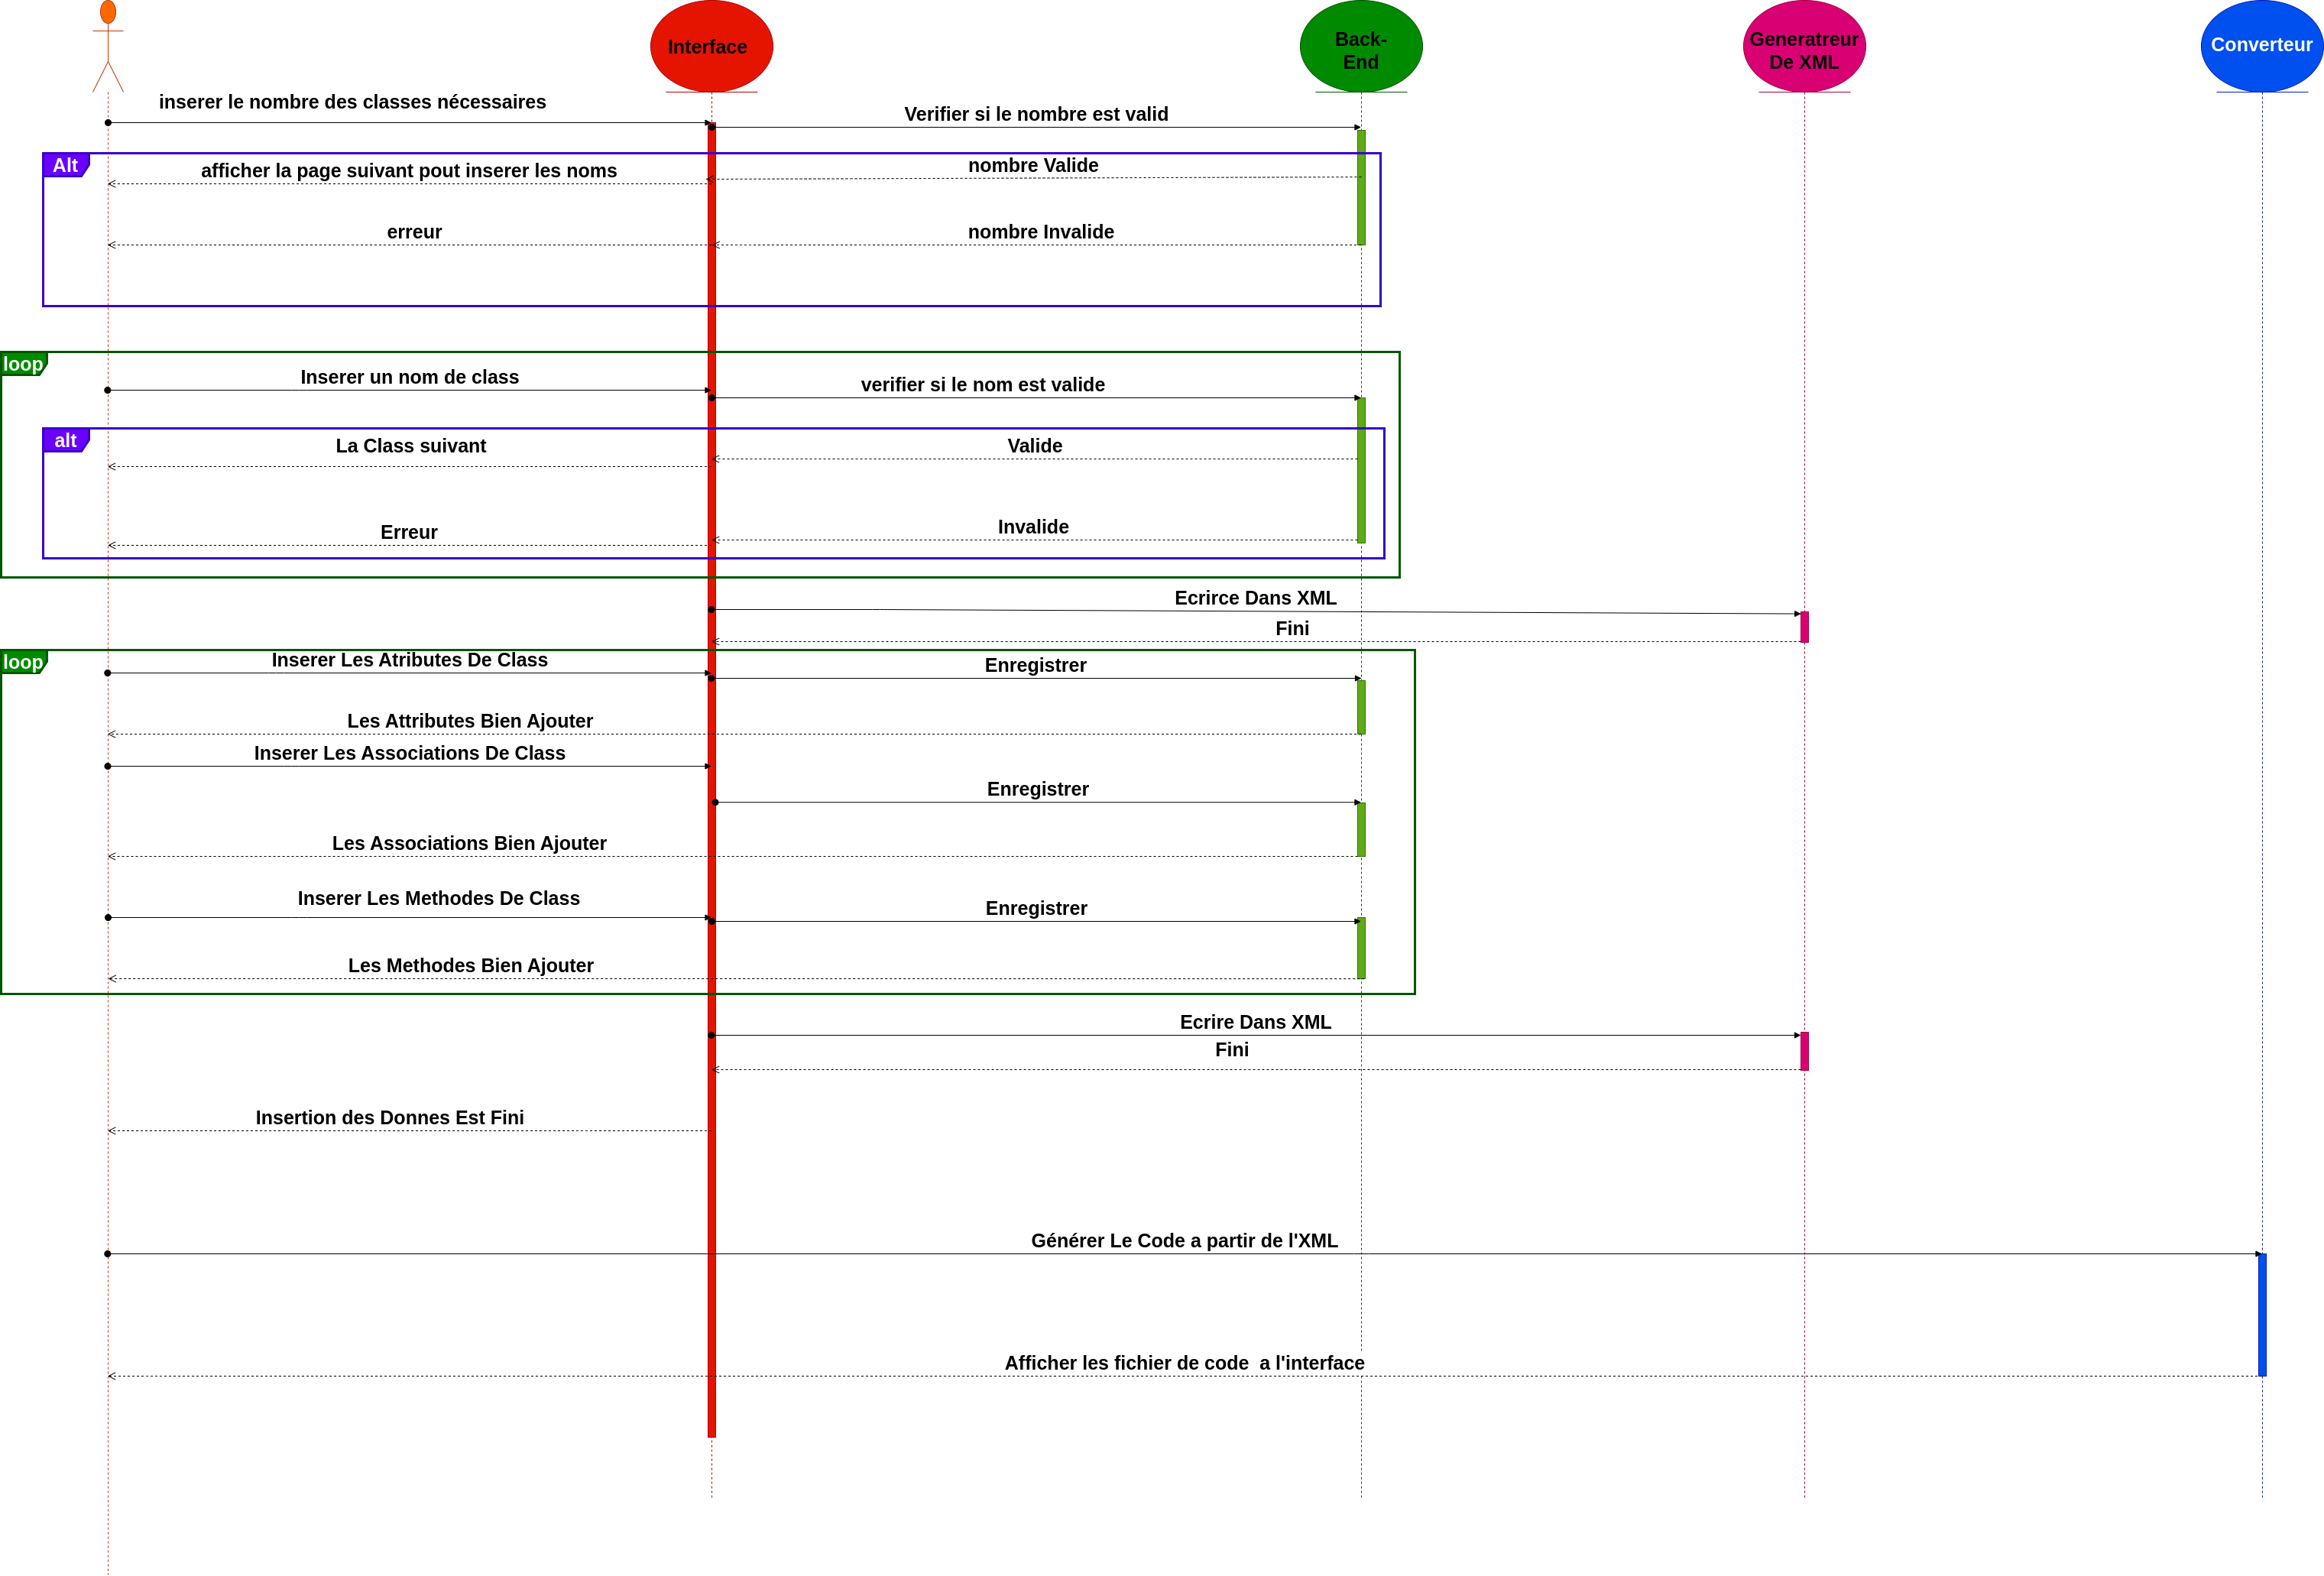 Interface
Back-
End
Generatreur
De XML
Converteur
inserer le nombre des classes nécessaires
Verifier si le nombre est valid
Alt
afficher la page suivant pout inserer les noms
nombre Valide
erreur
nombre Invalide
loop
Inserer un nom de class
verifier si le nom est valide
alt
La Class suivant
Valide
Erreur
Invalide
Ecrirce Dans XML
Fini
loop
Inserer Les Atributes De Class
Enregistrer
Les Attributes Bien Ajouter
Inserer Les Associations De Class
Enregistrer
Les Associations Bien Ajouter
Inserer Les Methodes De Class
Enregistrer
Les Methodes Bien Ajouter
Ecrire Dans XML
Fini
Insertion des Donnes Est Fini
Générer Le Code a partir de l'XML
Afficher les fichier de code  a l'interface